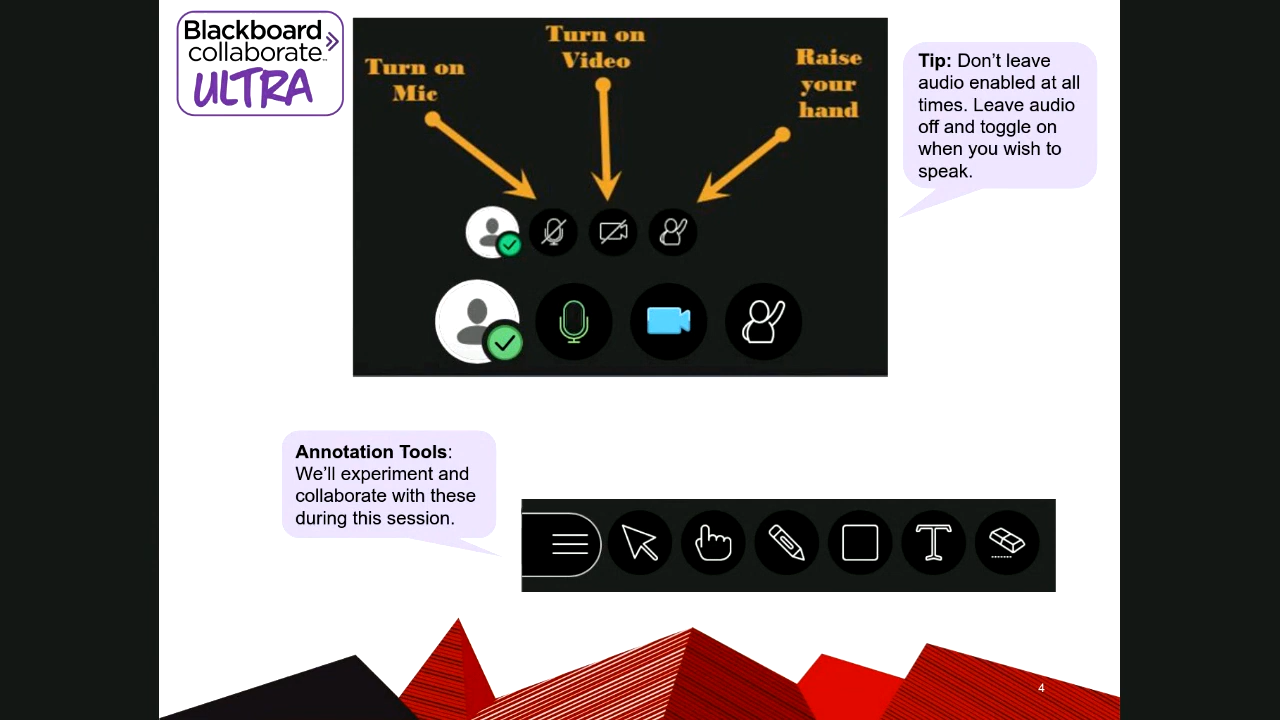 Blackboard
collaborate™
ULTRA
Turn on
Mic
Turn on
Video
Raise
your
hand
Tip: Don’t leave
audio enabled at all
times. Leave audio
off and toggle on
when you wish to
speak.
Annotation Tools:
We’ll experiment and
collaborate with these
during this session.
T
4